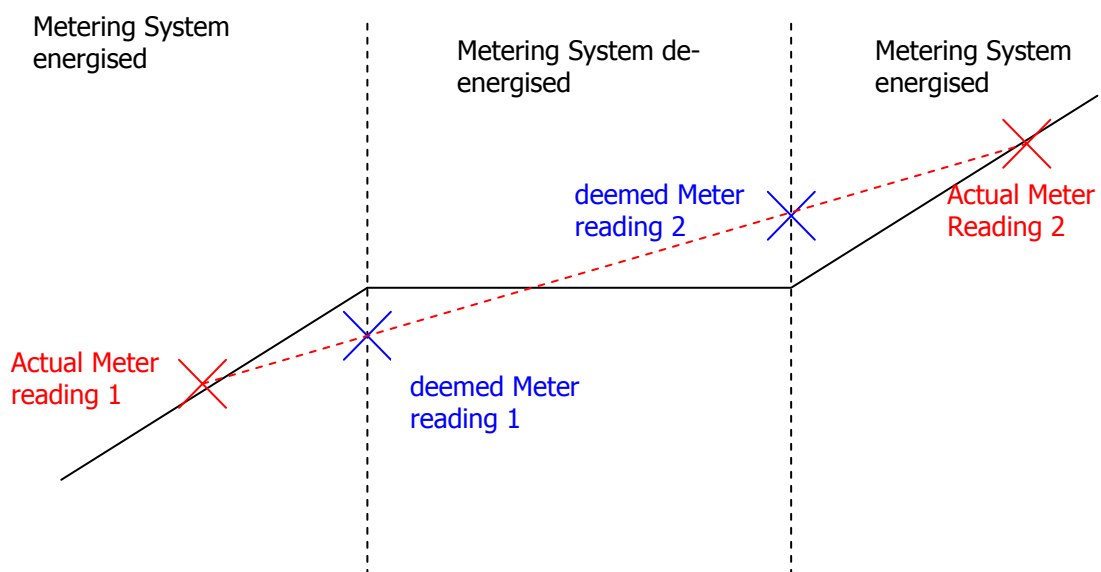 Metering System
energised
Metering System de-
energised
Metering System
energised
deemed Meter
reading 2
Actual Meter
Reading 2
Actual Meter
reading 1
deemed Meter
reading 1